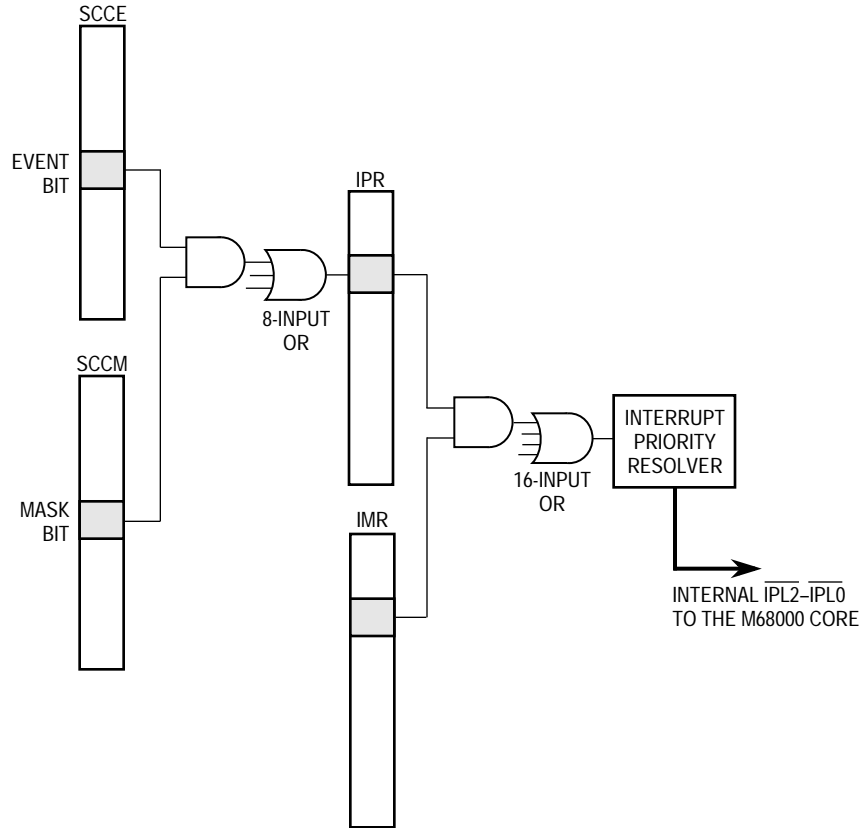 SCCE
EVENT
BIT
IPR
8-INPUT
OR
SCCM
INTERRUPT
PRIORITY
RESOLVER
16-INPUT
OR
MASK
BIT
IMR
INTERNAL IPL2–IPL0
TO THE M68000 CORE